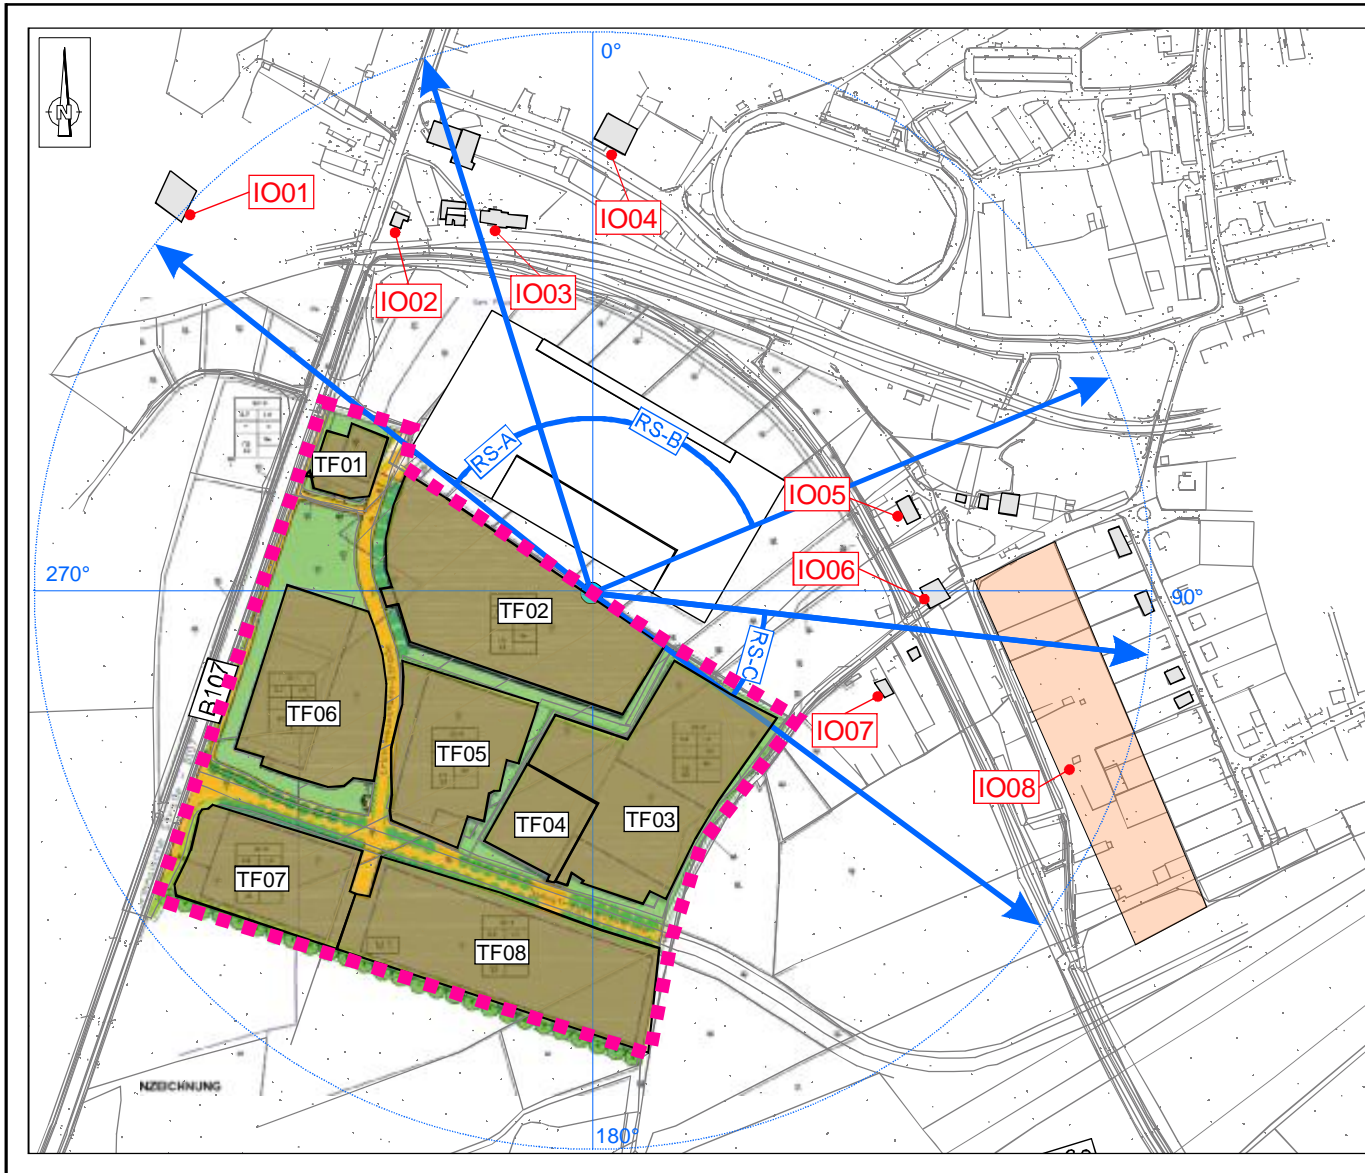 0°
N
IO01
IO04
IO02
IO03
RS-A
RS-B
TF01
IO05
IO06
270°
90°
TF02
RS-C
B107
TF06
IO07
TF05
IO08
TF04
TF03
TF07
TF08
NZEICHNUNG
180°